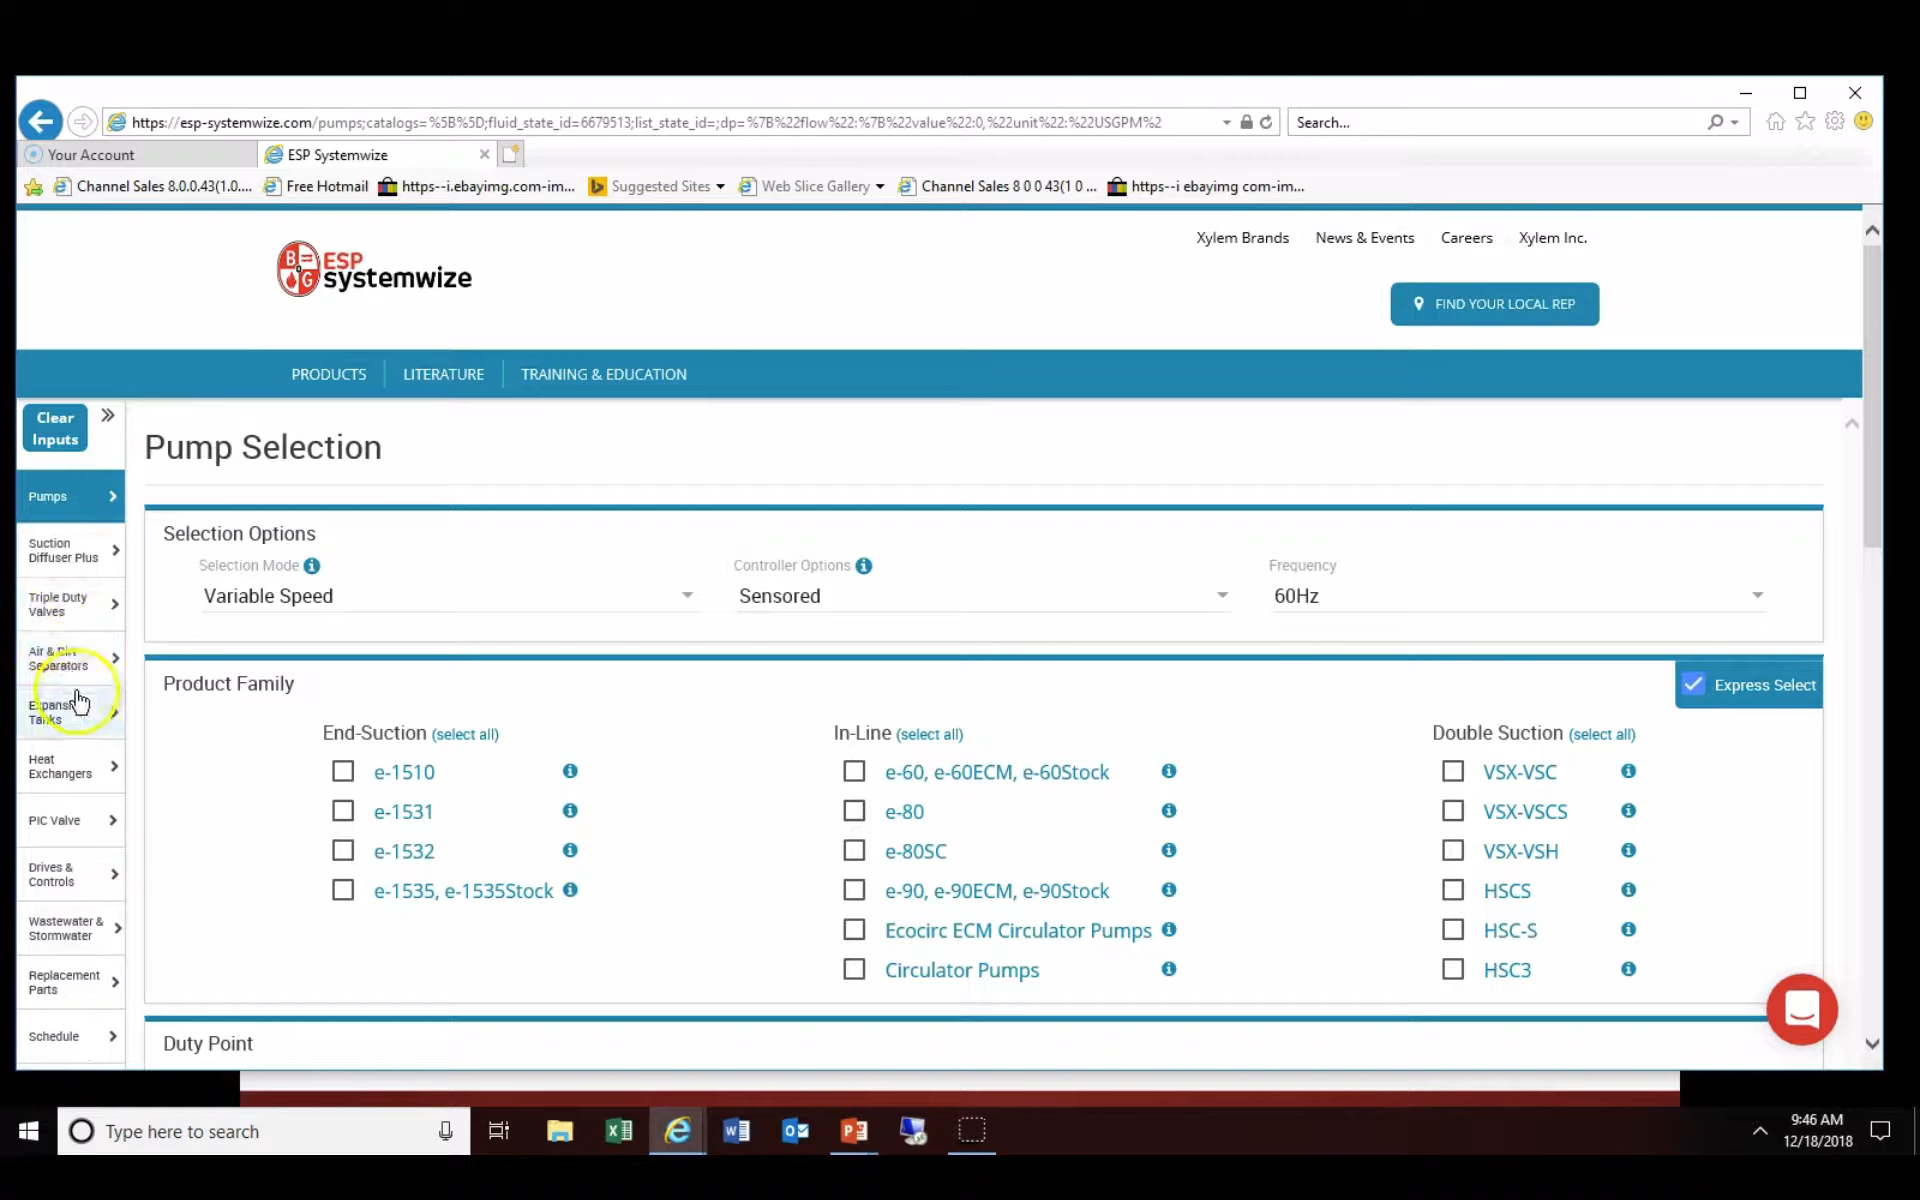 https://esp-systemwize.com/pumps;catalogs=%5B%5D;fluid_state_id=6679513;list_state_id=;dp=%7B%22flow%22:%7B%22value%22:0,%22unit%22:%22USGPM%2
Search...
Your Account
ESP Systemwize
Channel Sales 8.0.0.43(1.0....
Free Hotmail
https--i.ebayimg.com-im...
Suggested Sites
Web Slice Gallery
Channel Sales 8 0 0 43(1 0 ...
https--i ebayimg com-im...
Xylem Brands
News & Events
Careers
Xylem Inc.
B G
ESP
systemwize
FIND YOUR LOCAL REP
PRODUCTS
LITERATURE
TRAINING & EDUCATION
Clear
Inputs
Pumps
Suction
Diffuser Plus
Triple Duty
Valves
Air & Dirt
Separators
Tanks
Heat
Exchangers
PIC Valve
Drives &
Controls
Wastewater &
Stormwater
Replacement
Parts
Schedule
Pump Selection
Selection Options
Selection Mode
Variable Speed
Controller Options
Sensored
Frequency
60Hz
Product Family
Express Select
End-Suction (select all)
e-1510
e-1531
e-1532
e-1535, e-1535Stock
In-Line (select all)
e-60, e-60ECM, e-60Stock
e-80
e-80SC
e-90, e-90ECM, e-90Stock
Ecocirc ECM Circulator Pumps
Circulator Pumps
Double Suction (select all)
VSX-VSC
VSX-VSCS
VSX-VSH
HSCS
HSC-S
HSC3
Duty Point
Type here to search
9:46 AM
12/18/2018